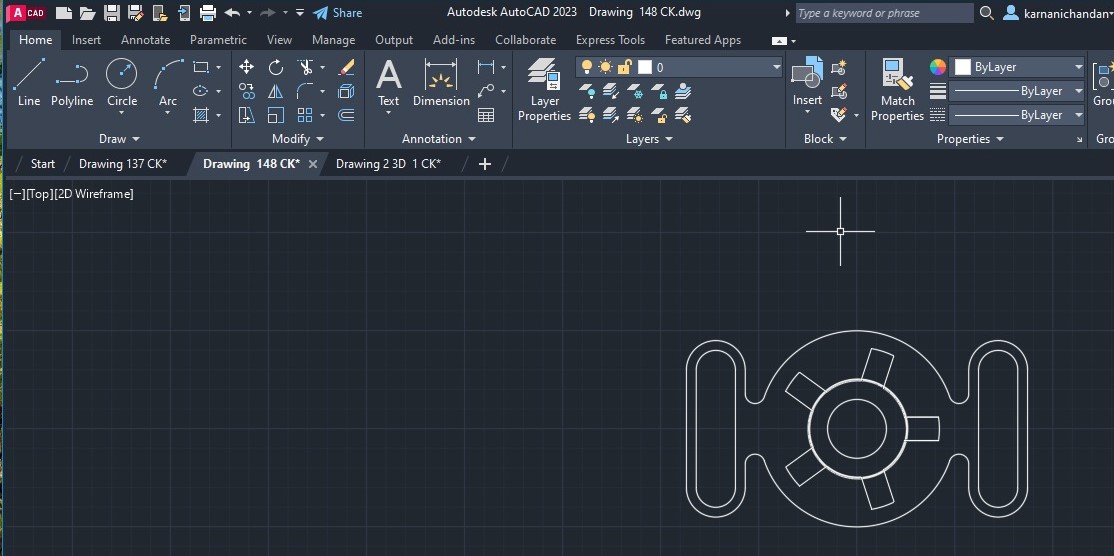 A CAD Share Autodesk AutoCAD 2023 Drawing 148 CK.dwg Type a keyword or phrase karnanichandan
Home Insert Annotate Parametric View Manage Output Add-ins Collaborate Express Tools Featured Apps
0 ByLayer
Line Polyline Circle Arc Text Dimension Layer Properties Insert Match Properties ByLayer Grou
ByLayer
Draw Modify Annotation Layers Block Properties Gro
Start Drawing 137 CK* Drawing 148 CK* Drawing 2 3D 1 CK*
[−][Top][2D Wireframe]